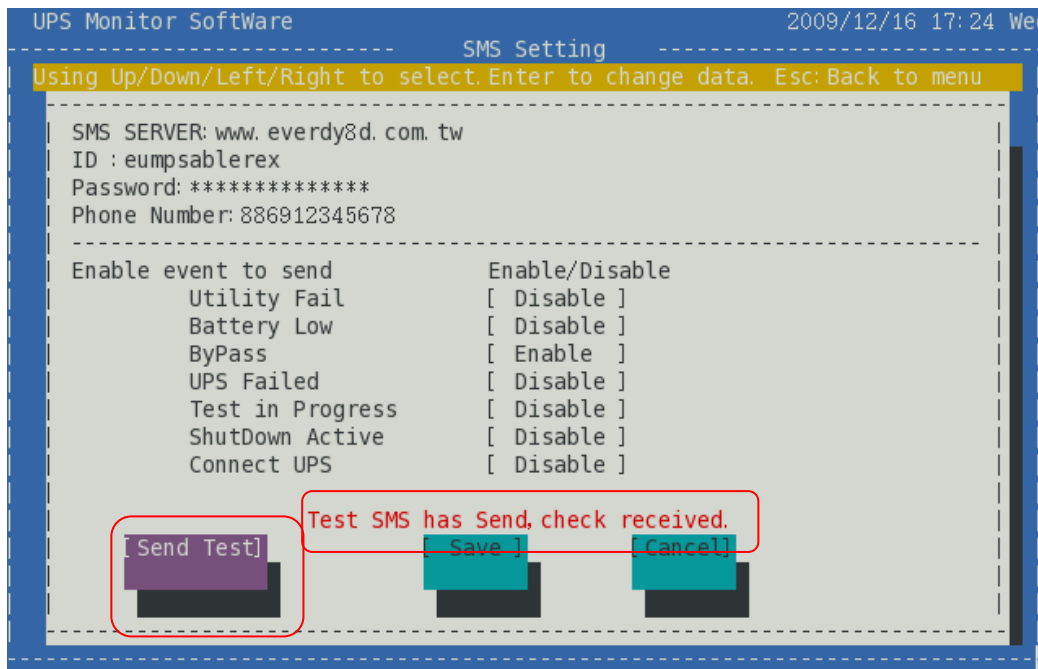 UPS Monitor SoftWare 2009/12/16 17:24 We
SMS Setting
Using Up/Down/Left/Right to select.Enter to change data. Esc:Back to menu
SMS SERVER:www.everdy8d.com.tw
ID :eumpsablerex
Password:**************
Phone Number:886912345678
Enable event to send Enable/Disable
Utility Fail [ Disable ]
Battery Low [ Disable ]
ByPass [ Enable ]
UPS Failed [ Disable ]
Test in Progress [ Disable ]
ShutDown Active [ Disable ]
Connect UPS [ Disable ]
Test SMS has Send,check received.
[Send Test] [ Save ] [Cancel]